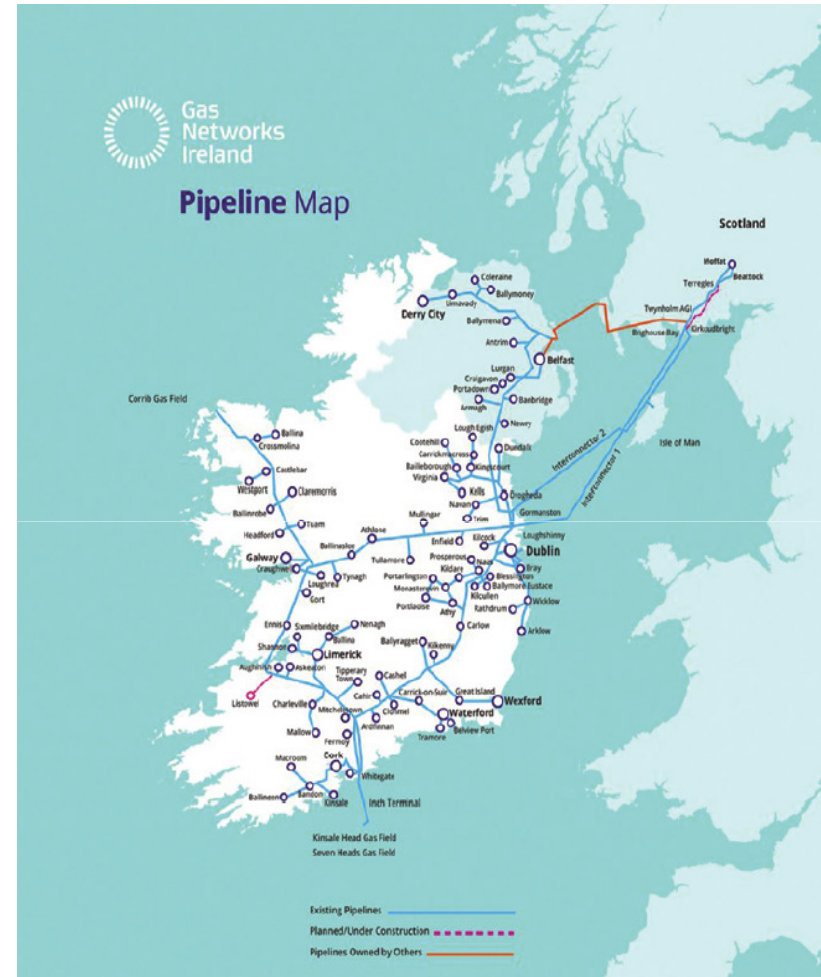 Gas
Networks
Ireland
Pipeline Map
Scotland
Moffat
Beattock
Terregles
Twynholm AGI
Brighouse Bay
Kirkcudbright
Coleraine
Ballymoney
Limavady
Derry City
Ballymena
Antrim
Belfast
Lurgan
Craigavon
Portadown
Banbridge
Armagh
Newry
Lough Egish
Cootehill
Carrickmacross
Dundalk
Bailieborough
Kingscourt
Virginia
Kells
Drogheda
Navan
Trim
Gormanston
Interconnector 2
Interconnector 1
Isle of Man
Corrib Gas Field
Ballina
Crossmolina
Castlebar
Westport
Claremorris
Ballinrobe
Tuam
Headford
Athlone
Mullingar
Ballinasloe
Galway
Craughwell
Tullamore
Loughrea
Tynagh
Gort
Enfield
Kilcock
Loughshinny
Dublin
Prosperous
Naas
Bray
Portarlington
Kildare
Blessington
Monasterevin
Ballymore Eustace
Kilcullen
Portlaoise
Athy
Rathdrum
Wicklow
Arklow
Carlow
Ennis
Sixmilebridge
Nenagh
Shannon
Ballina
Limerick
Ballyragget
Kilkenny
Aughinish
Askeaton
Tipperary
Town
Cashel
Listowel
Charleville
Cahir
Carrick-on-Suir
Great Island
Wexford
Mitchelstown
Clonmel
Waterford
Ardfinnan
Belview Port
Tramore
Mallow
Fermoy
Macroom
Cork
Whitegate
Ballineen
Bandon
Kinsale
Inch Terminal
Kinsale Head Gas Field
Seven Heads Gas Field
Existing Pipelines
Planned/Under Construction
Pipelines Owned by Others